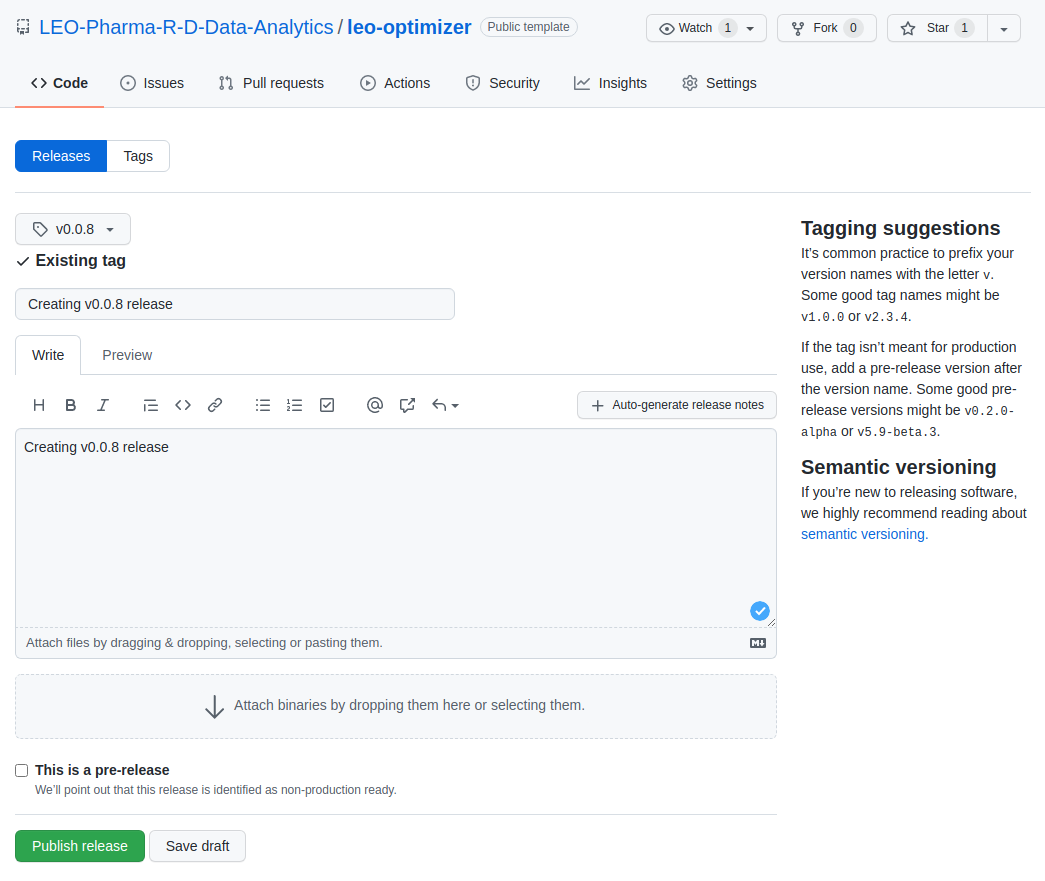 LEO-Pharma-R-D-Data-Analytics / leo-optimizer Public template Watch 1 Fork 0 Star 1
Code Issues Pull requests Actions Security Insights Settings
Releases Tags
v0.0.8
Existing tag
Creating v0.0.8 release
Write Preview
Auto-generate release notes
Creating v0.0.8 release
Attach files by dragging & dropping, selecting or pasting them.
Attach binaries by dropping them here or selecting them.
This is a pre-release
We’ll point out that this release is identified as non-production ready.
Publish release Save draft
Tagging suggestions
It’s common practice to prefix your
version names with the letter v.
Some good tag names might be
v1.0.0 or v2.3.4.
If the tag isn’t meant for production
use, add a pre-release version after
the version name. Some good pre-
release versions might be v0.2.0-
alpha or v5.9-beta.3.
Semantic versioning
If you’re new to releasing software,
we highly recommend reading about
semantic versioning.